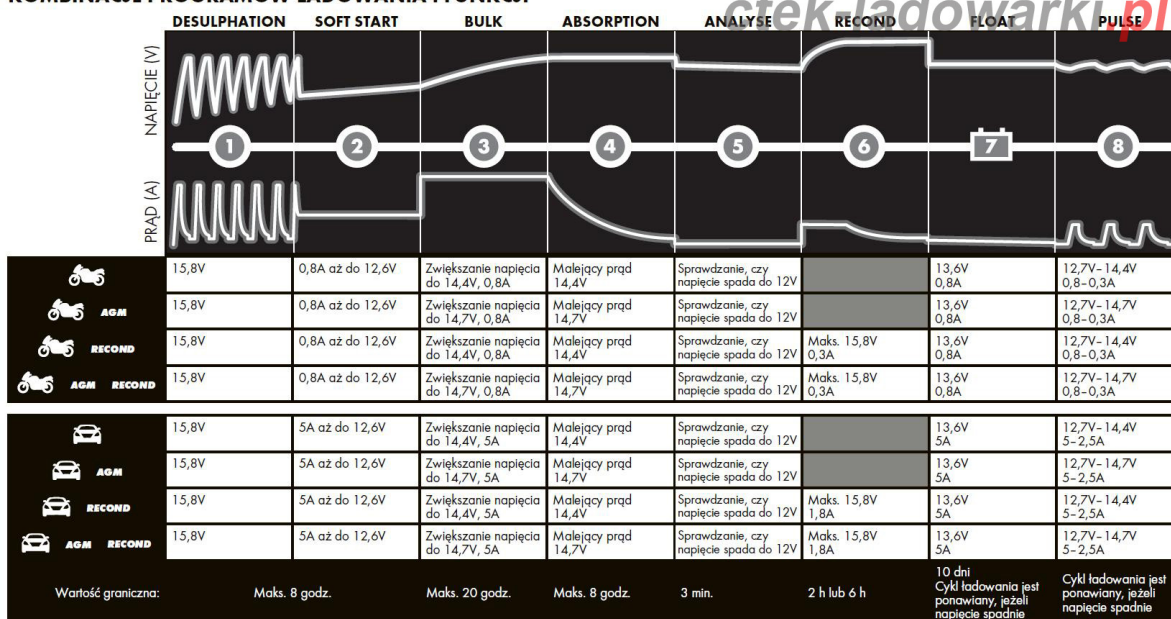 KOMBINACJE PROGRAMÓW ŁADOWANIA I FUNKCJI
ctek-ladowarki.pl
DESULPHATION SOFT START BULK ABSORPTION ANALYSE RECOND FLOAT PULSE
NAPIĘCIE (V)
1 2 3 4 5 6 7 8
PRĄD (A)
15,8V
0,8A aż do 12,6V
Zwiększanie napięcia
do 14,4V, 0,8A
Malejący prąd
14,4V
Sprawdzanie, czy
napięcie spada do 12V
13,6V
0,8A
12,7V–14,4V
0,8–0,3A
AGM
15,8V
0,8A aż do 12,6V
Zwiększanie napięcia
do 14,7V, 0,8A
Malejący prąd
14,7V
Sprawdzanie, czy
napięcie spada do 12V
13,6V
0,8A
12,7V–14,7V
0,8–0,3A
RECOND
15,8V
0,8A aż do 12,6V
Zwiększanie napięcia
do 14,4V, 0,8A
Malejący prąd
14,4V
Sprawdzanie, czy
napięcie spada do 12V
Maks. 15,8V
0,3A
13,6V
0,8A
12,7V–14,4V
0,8–0,3A
AGM RECOND
15,8V
0,8A aż do 12,6V
Zwiększanie napięcia
do 14,7V, 0,8A
Malejący prąd
14,7V
Sprawdzanie, czy
napięcie spada do 12V
Maks. 15,8V
0,3A
13,6V
0,8A
12,7V–14,7V
0,8–0,3A
15,8V
5A aż do 12,6V
Zwiększanie napięcia
do 14,4V, 5A
Malejący prąd
14,4V
Sprawdzanie, czy
napięcie spada do 12V
13,6V
5A
12,7V–14,4V
5–2,5A
AGM
15,8V
5A aż do 12,6V
Zwiększanie napięcia
do 14,7V, 5A
Malejący prąd
14,7V
Sprawdzanie, czy
napięcie spada do 12V
13,6V
5A
12,7V–14,7V
5–2,5A
RECOND
15,8V
5A aż do 12,6V
Zwiększanie napięcia
do 14,4V, 5A
Malejący prąd
14,4V
Sprawdzanie, czy
napięcie spada do 12V
Maks. 15,8V
1,8A
13,6V
5A
12,7V–14,4V
5–2,5A
AGM RECOND
15,8V
5A aż do 12,6V
Zwiększanie napięcia
do 14,7V, 5A
Malejący prąd
14,7V
Sprawdzanie, czy
napięcie spada do 12V
Maks. 15,8V
1,8A
13,6V
5A
12,7V–14,7V
5–2,5A
Wartość graniczna:
Maks. 8 godz.
Maks. 20 godz.
Maks. 8 godz.
3 min.
2 h lub 6 h
10 dni
Cykl ładowania jest
ponawiany, jeżeli
napięcie spadnie
Cykl ładowania jest
ponawiany, jeżeli
napięcie spadnie